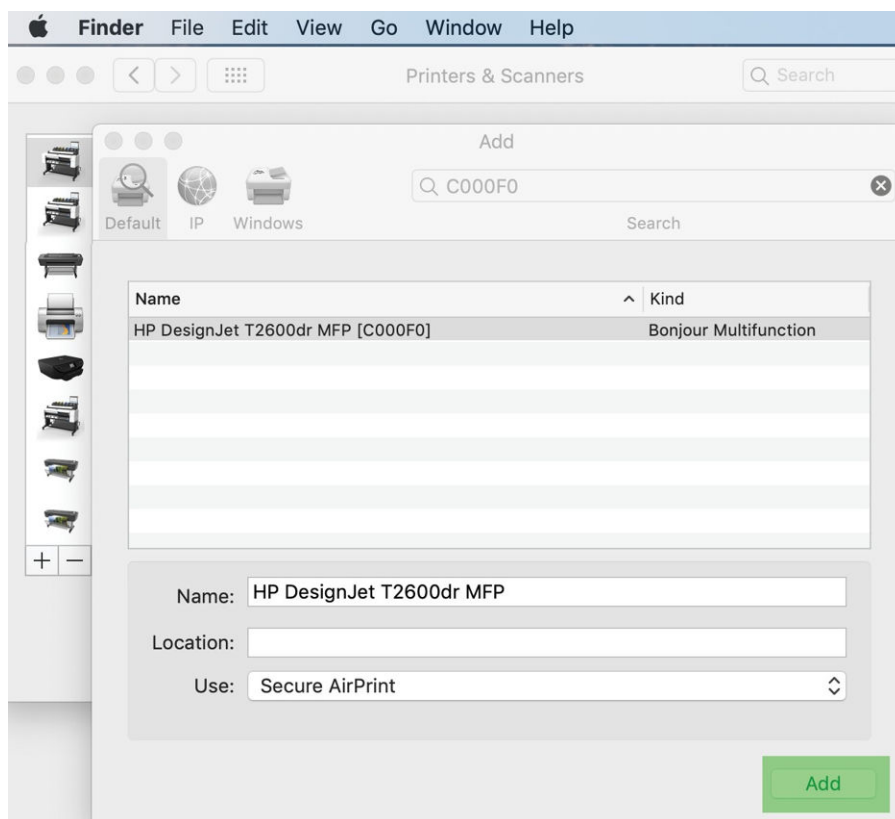 Finder File Edit View Go Window Help
Printers & Scanners Search
Add
C000F0
Default IP Windows Search
Name Kind
HP DesignJet T2600dr MFP [C000F0] Bonjour Multifunction
Name: HP DesignJet T2600dr MFP
Location:
Use: Secure AirPrint
Add